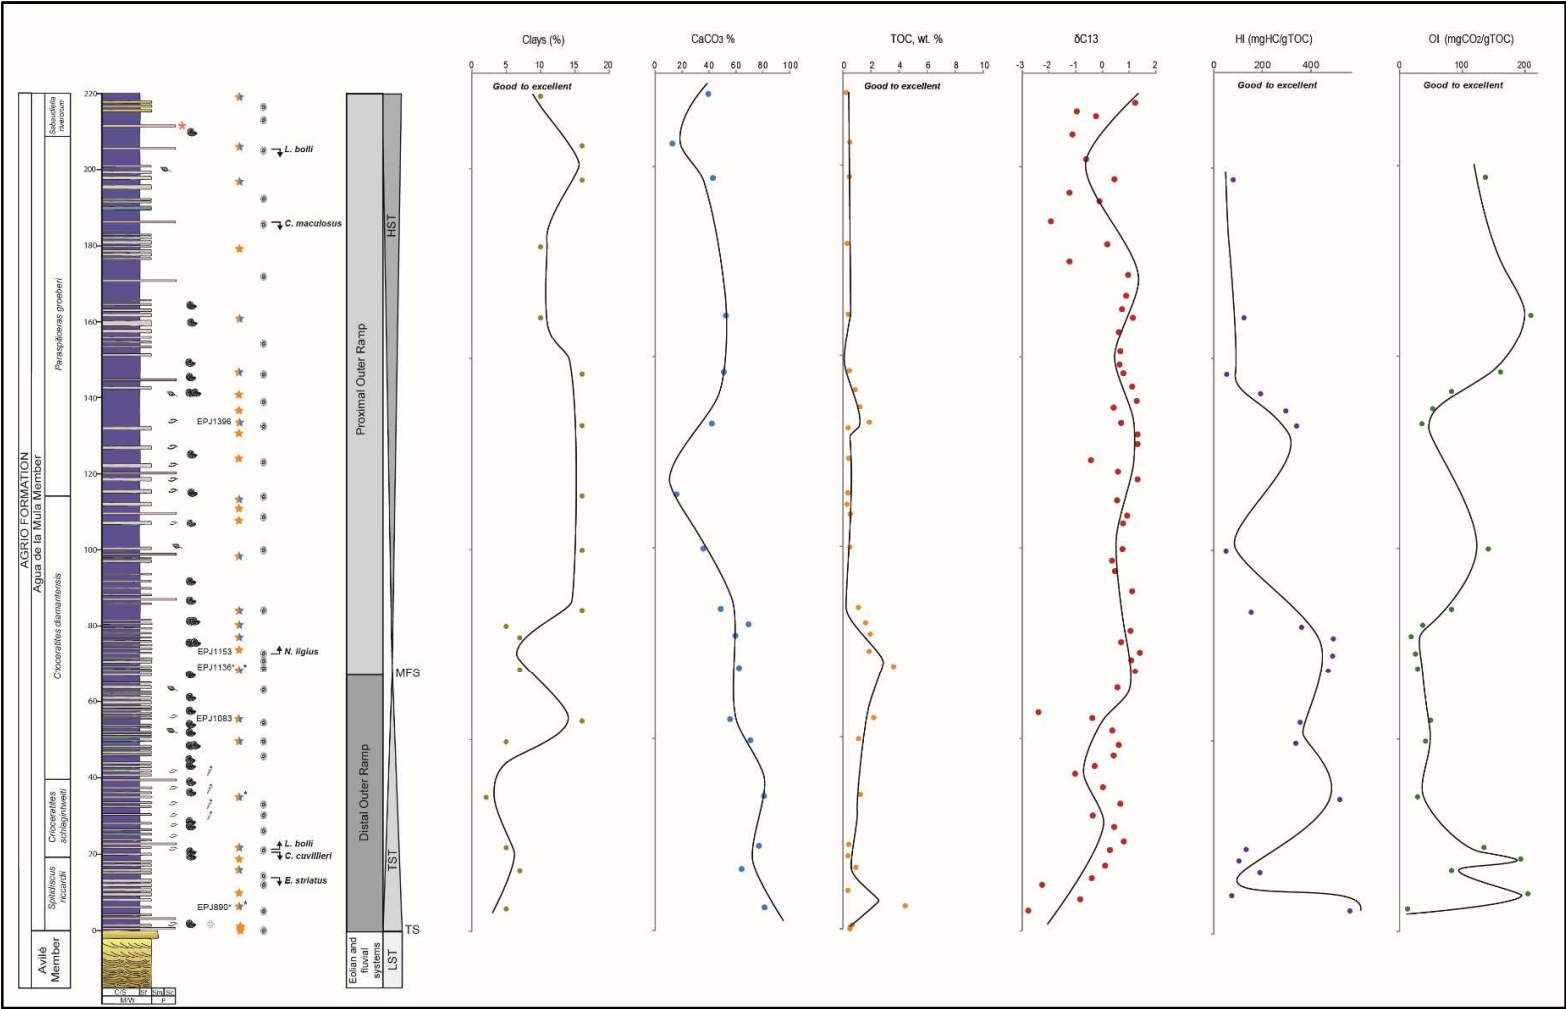 Clays (%)
CaCO3 %
TOC, wt. %
δC13
HI (mgHC/gTOC)
OI (mgCO2/gTOC)
0 5 10 15 20
0 20 40 60 80 100
0 2 4 6 8 10
-3 -2 -1 0 1 2
0 200 400
0 100 200
Good to excellent
Good to excellent
Good to excellent
Good to excellent
AGRIO FORMATION
Agua de la Mula Member
Avilé
Member
Sabaudiella
riverorum
Paraspiticeras groeberi
Crioceratites diamantensis
Crioceratites
schlagintweiti
Spitidiscus
riccardii
220
200
180
160
140
120
100
80
60
40
20
0
*
L. bolli
C. maculosus
EPJ1396
EPJ1153
N. ligius
EPJ1136* *
EPJ1083
*
L. bolli
C. cuvillieri
E. striatus
EPJ890* *
Proximal Outer Ramp
Distal Outer Ramp
Eolian and
fluvial
systems
HST
TST
LST
MFS
TS
C/S St Sm Sc
M/W P